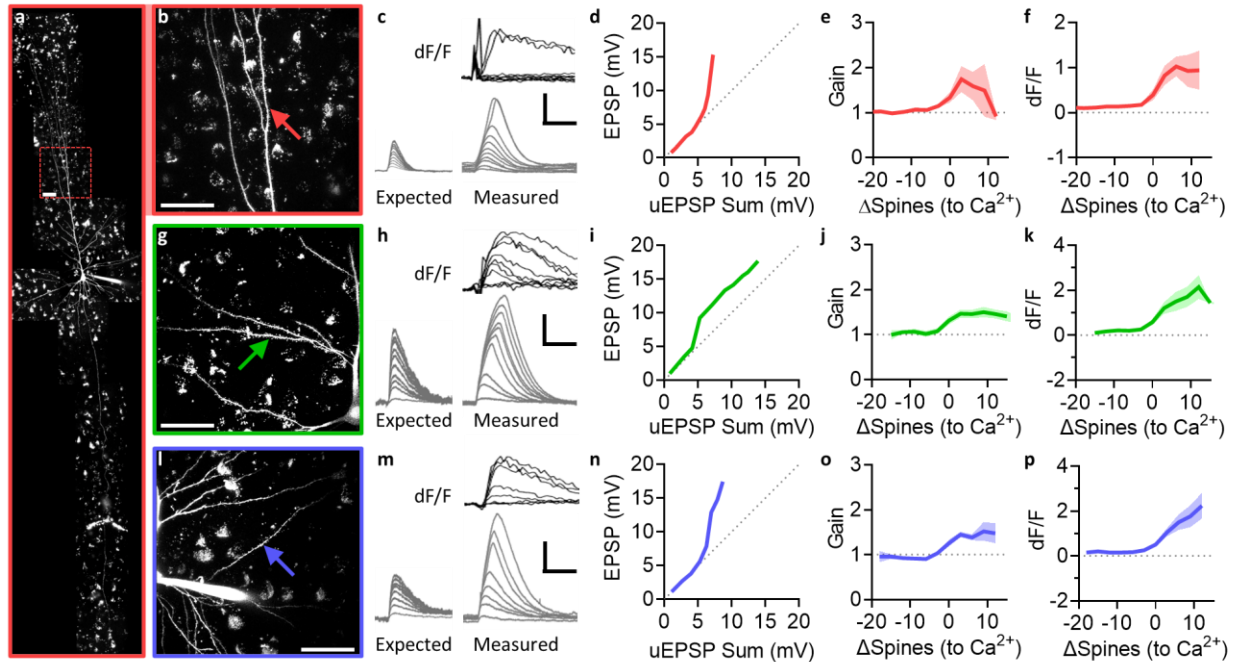 a
b
c
dF/F
Expected Measured
d
EPSP (mV)
20
15
10
5
0
0 5 10 15 20
uEPSP Sum (mV)
e
Gain
3
2
1
0
-20 -10 0 10
ΔSpines (to Ca²⁺)
f
dF/F
3
2
1
0
-1
-20 -10 0 10
ΔSpines (to Ca²⁺)
g
h
dF/F
Expected Measured
i
EPSP (mV)
20
15
10
5
0
0 5 10 15 20
uEPSP Sum (mV)
j
Gain
3
2
1
0
-20 -10 0 10
ΔSpines (to Ca²⁺)
k
dF/F
4
2
0
-2
-20 -10 0 10
ΔSpines (to Ca²⁺)
l
m
dF/F
Expected Measured
n
EPSP (mV)
20
15
10
5
0
0 5 10 15 20
uEPSP Sum (mV)
o
Gain
3
2
1
0
-20 -10 0 10
ΔSpines (to Ca²⁺)
p
dF/F
4
2
0
-2
-20 -10 0 10
ΔSpines (to Ca²⁺)